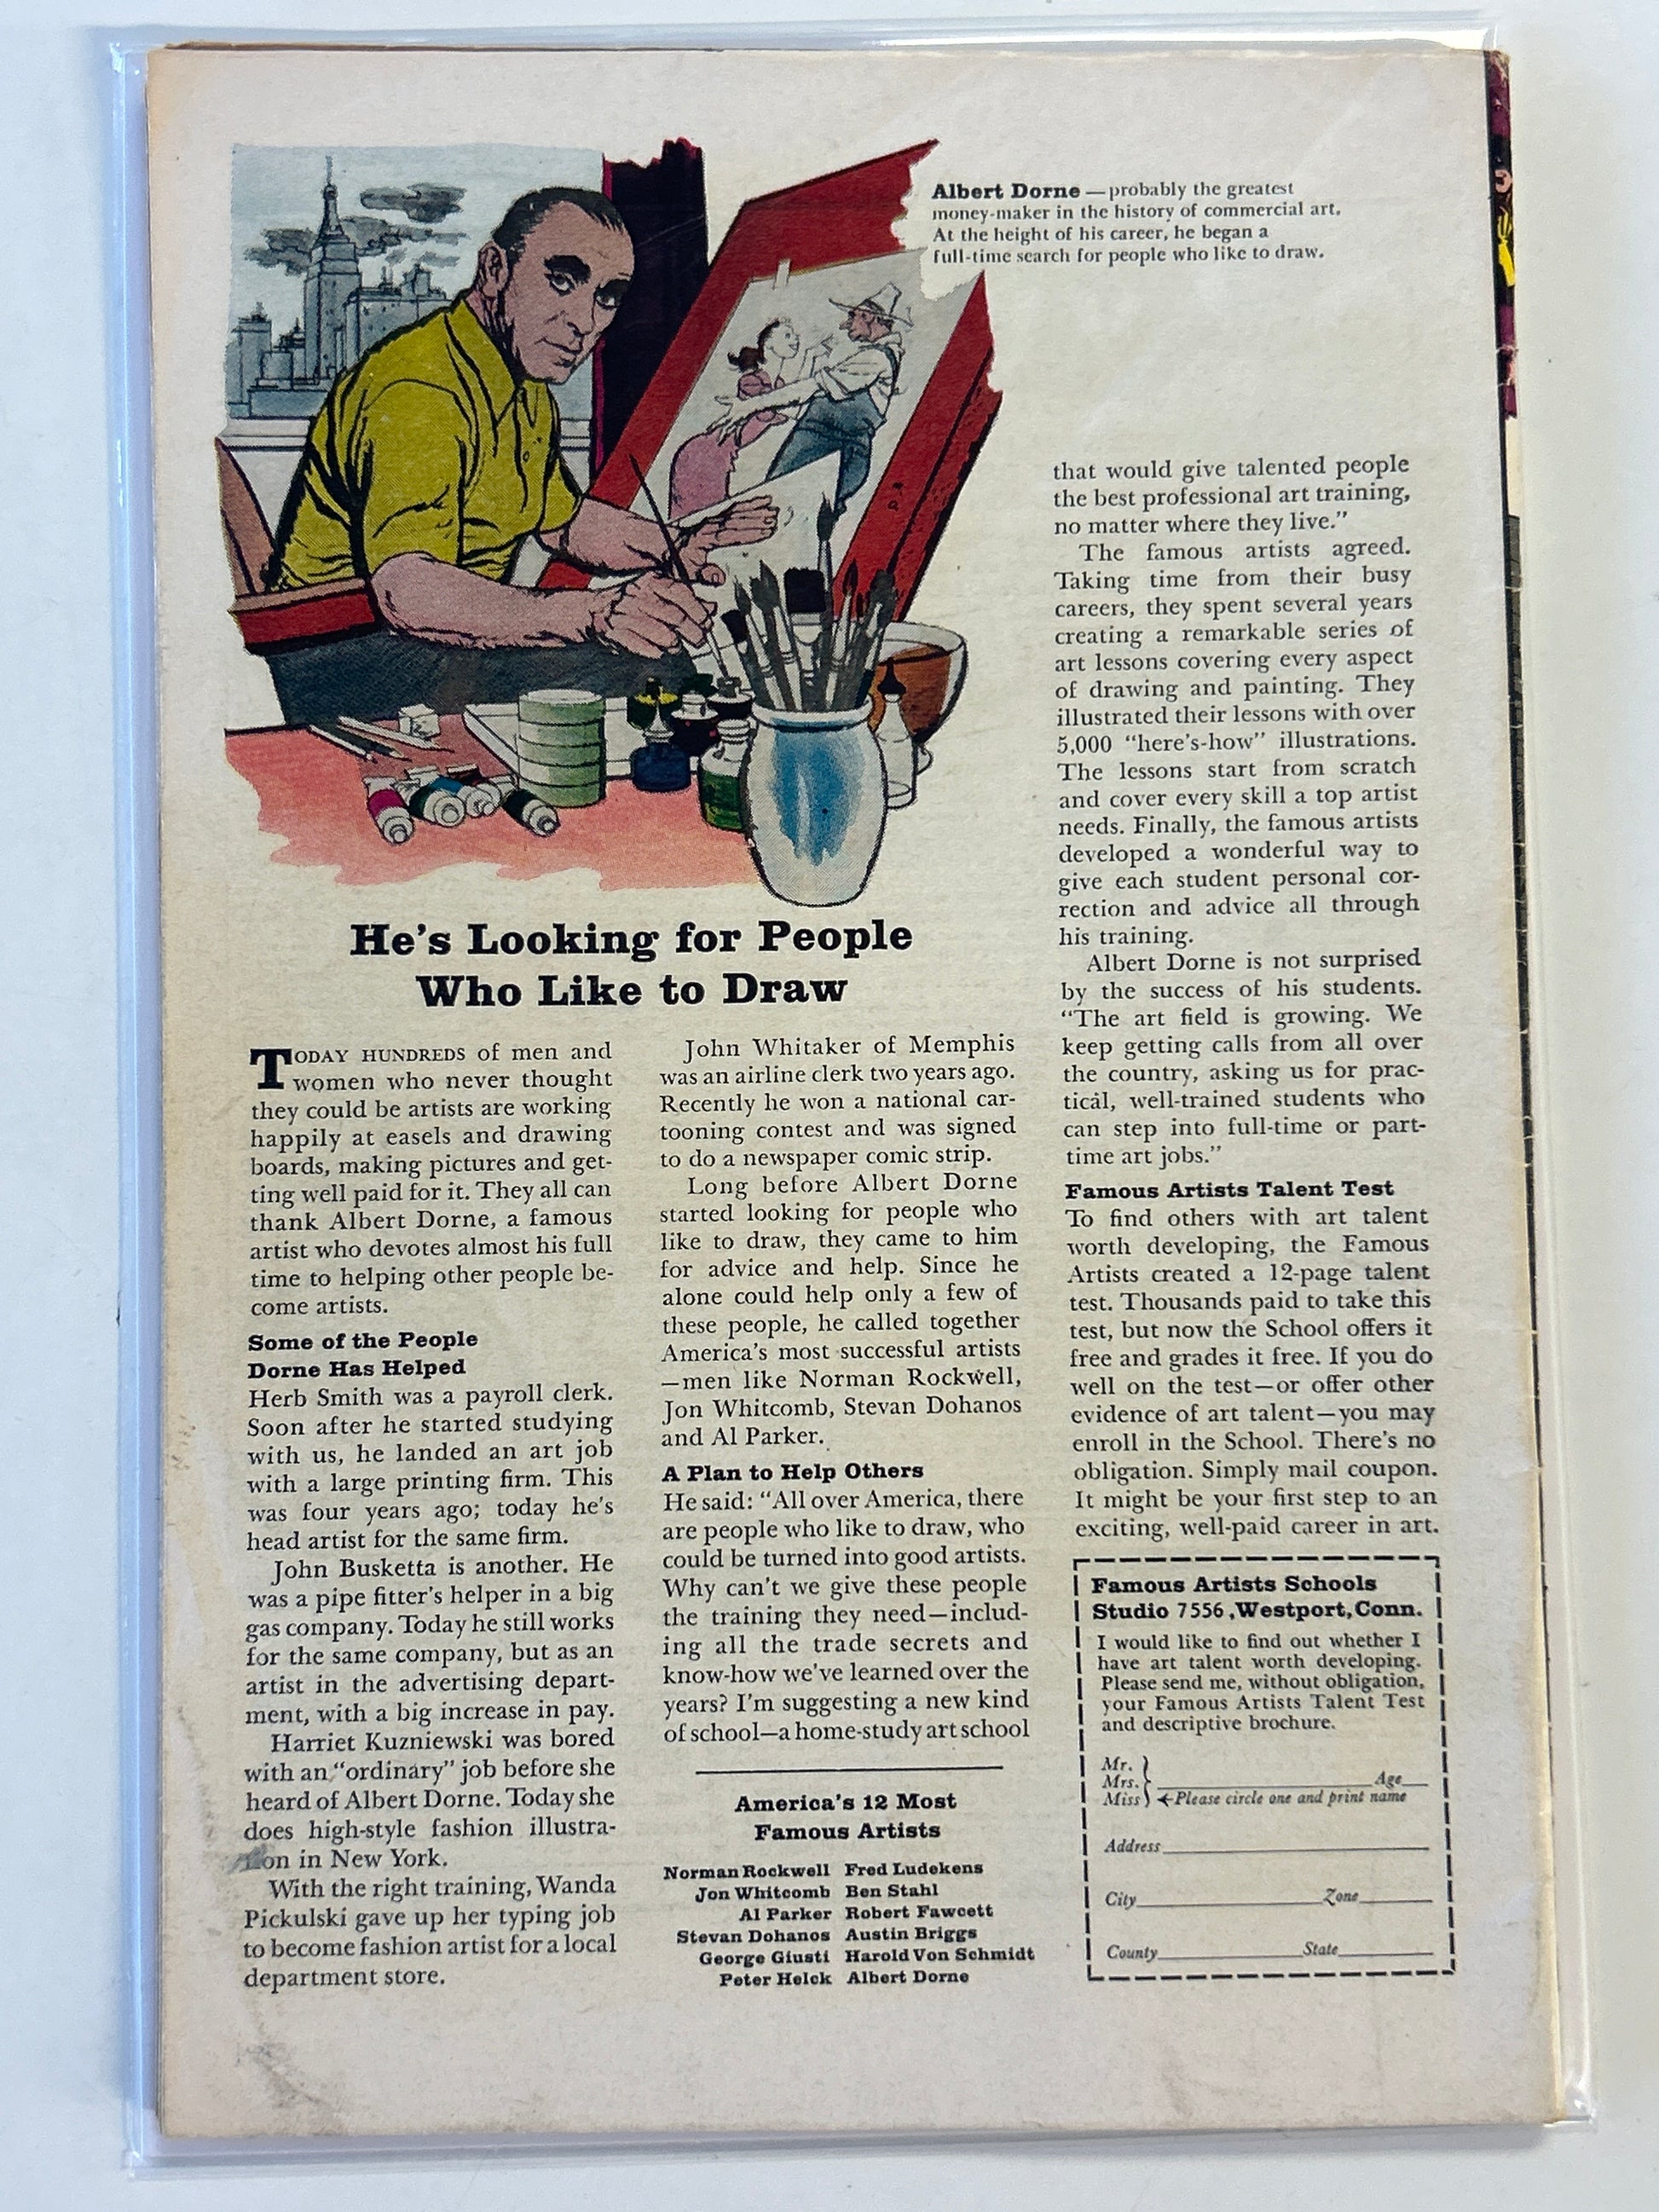 Albert Dorne —probably the greatest
money-maker in the history of commercial art.
At the height of his career, he began a
full-time search for people who like to draw.
He's Looking for People
Who Like to Draw
TODAY HUNDREDS of men and
women who never thought
they could be artists are working
happily at easels and drawing
boards, making pictures and get-
ting well paid for it. They all can
thank Albert Dorne, a famous
artist who devotes almost his full
time to helping other people be-
come artists.
Some of the People
Dorne Has Helped
Herb Smith was a payroll clerk.
Soon after he started studying
with us, he landed an art job
with a large printing firm. This
was four years ago; today he's
head artist for the same firm.
John Busketta is another. He
was a pipe fitter's helper in a big
gas company. Today he still works
for the same company, but as an
artist in the advertising depart-
ment, with a big increase in pay.
Harriet Kuzniewski was bored
with an "ordinary" job before she
heard of Albert Dorne. Today she
does high-style fashion illustra-
tion in New York.
With the right training, Wanda
Pickulski gave up her typing job
to become fashion artist for a local
department store.
John Whitaker of Memphis
was an airline clerk two years ago.
Recently he won a national car-
tooning contest and was signed
to do a newspaper comic strip.
Long before Albert Dorne
started looking for people who
like to draw, they came to him
for advice and help. Since he
alone could help only a few of
these people, he called together
America's most successful artists
—men like Norman Rockwell,
Jon Whitcomb, Stevan Dohanos
and Al Parker.
A Plan to Help Others
He said: "All over America, there
are people who like to draw, who
could be turned into good artists.
Why can't we give these people
the training they need—includ-
ing all the trade secrets and
know-how we've learned over the
years? I'm suggesting a new kind
of school—a home-study art school
America's 12 Most
Famous Artists
Norman Rockwell Fred Ludekens
Jon Whitcomb Ben Stahl
Al Parker Robert Fawcett
Stevan Dohanos Austin Briggs
George Giusti Harold Von Schmidt
Peter Helck Albert Dorne
that would give talented people
the best professional art training,
no matter where they live."
The famous artists agreed.
Taking time from their busy
careers, they spent several years
creating a remarkable series of
art lessons covering every aspect
of drawing and painting. They
illustrated their lessons with over
5,000 "here's-how" illustrations.
The lessons start from scratch
and cover every skill a top artist
needs. Finally, the famous artists
developed a wonderful way to
give each student personal cor-
rection and advice all through
his training.
Albert Dorne is not surprised
by the success of his students.
"The art field is growing. We
keep getting calls from all over
the country, asking us for prac-
tical, well-trained students who
can step into full-time or part-
time art jobs."
Famous Artists Talent Test
To find others with art talent
worth developing, the Famous
Artists created a 12-page talent
test. Thousands paid to take this
test, but now the School offers it
free and grades it free. If you do
well on the test—or offer other
evidence of art talent—you may
enroll in the School. There's no
obligation. Simply mail coupon.
It might be your first step to an
exciting, well-paid career in art.
Famous Artists Schools
Studio 7556, Westport, Conn.
I would like to find out whether I
have art talent worth developing.
Please send me, without obligation,
your Famous Artists Talent Test
and descriptive brochure.
Mr.
Mrs. Age
Miss ←Please circle one and print name
Address
City Zone
County State